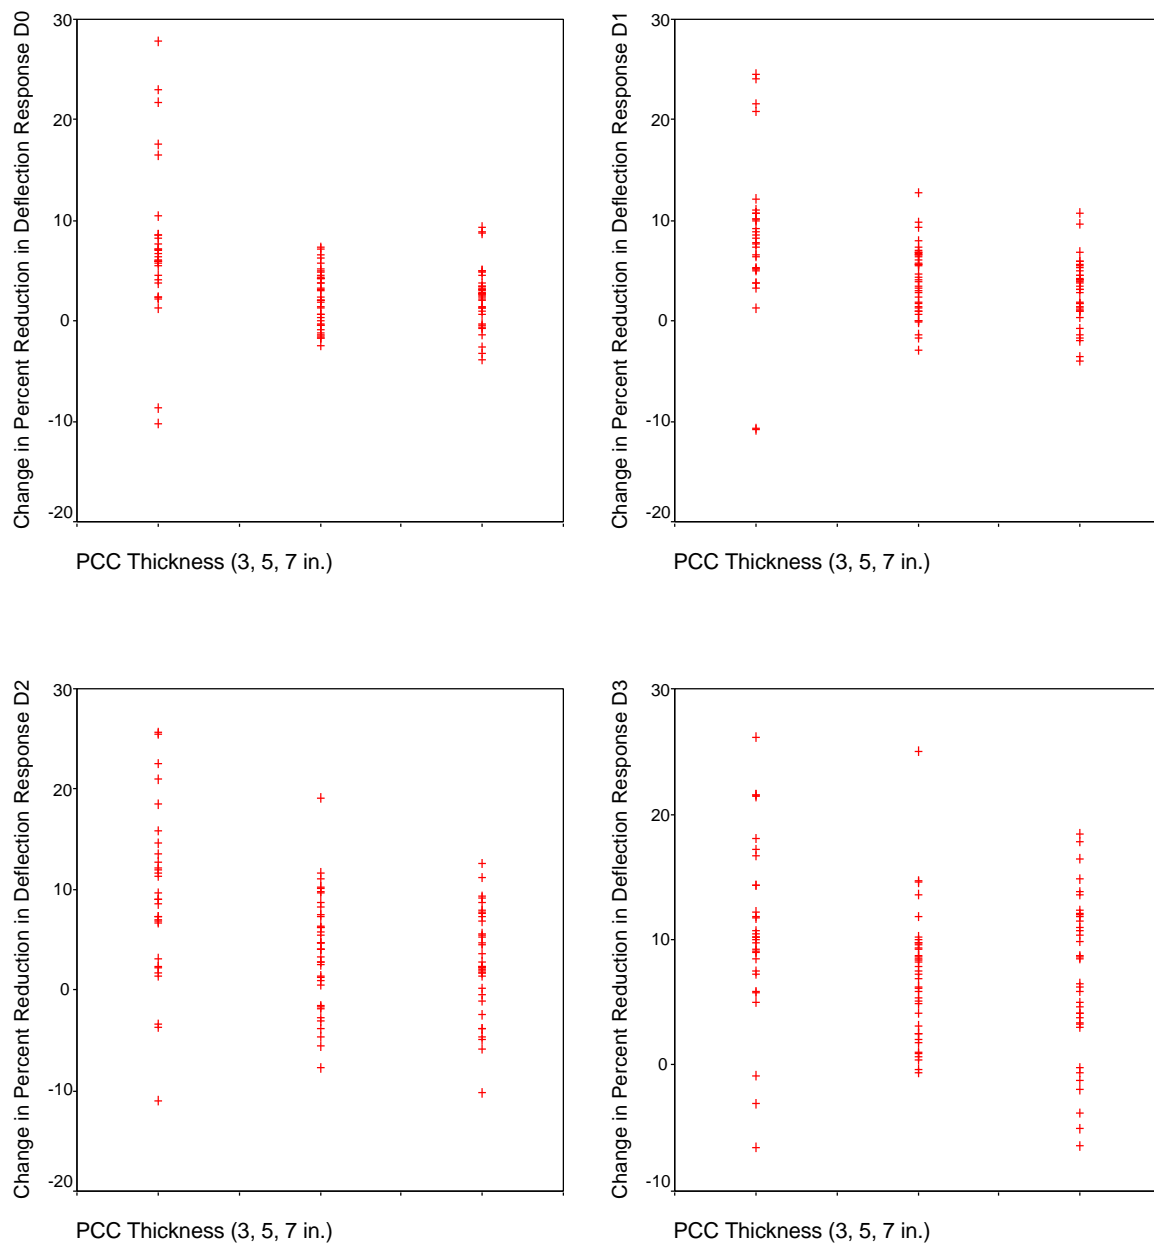 Change in Percent Reduction in Deflection Response D0
30
20
10
0
-10
-20
PCC Thickness (3, 5, 7 in.)
Change in Percent Reduction in Deflection Response D1
30
20
10
0
-10
-20
PCC Thickness (3, 5, 7 in.)
Change in Percent Reduction in Deflection Response D2
30
20
10
0
-10
-20
PCC Thickness (3, 5, 7 in.)
Change in Percent Reduction in Deflection Response D3
30
20
10
0
-10
PCC Thickness (3, 5, 7 in.)